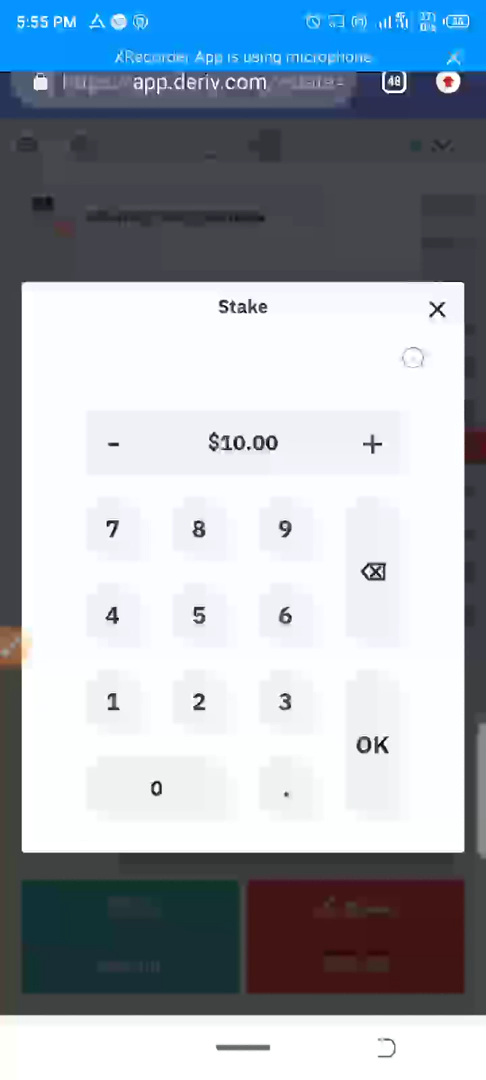 5:55 PM
XRecorder App is using microphone
app.deriv.com
48
Stake
- $10.00 +
7 8 9
4 5 6
1 2 3
OK
0 .